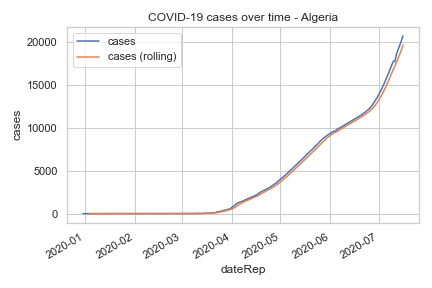 COVID-19 cases over time - Algeria
cases
cases (rolling)
20000
15000
10000
5000
0
cases
2020-01
2020-02
2020-03
2020-04
2020-05
2020-06
2020-07
dateRep